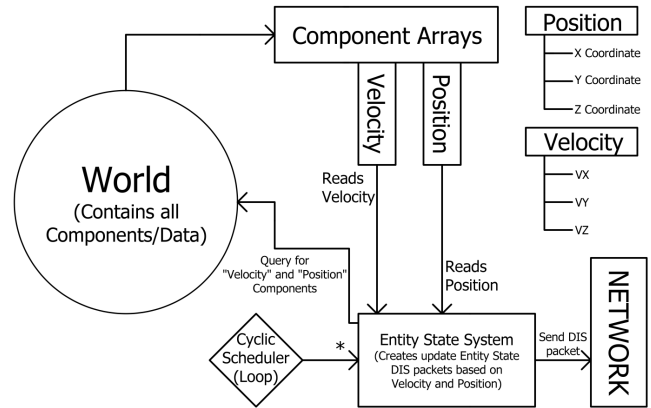 Component Arrays
Velocity
Position
Position
X Coordinate
Y Coordinate
Z Coordinate
Velocity
VX
VY
VZ
World
(Contains all
Components/Data)
Reads
Velocity
Query for
"Velocity" and "Position"
Components
Reads
Position
Cyclic
Scheduler
(Loop)
*
Entity State System
(Creates update Entity State
DIS packets based on
Velocity and Position)
Send DIS
packet
NETWORK